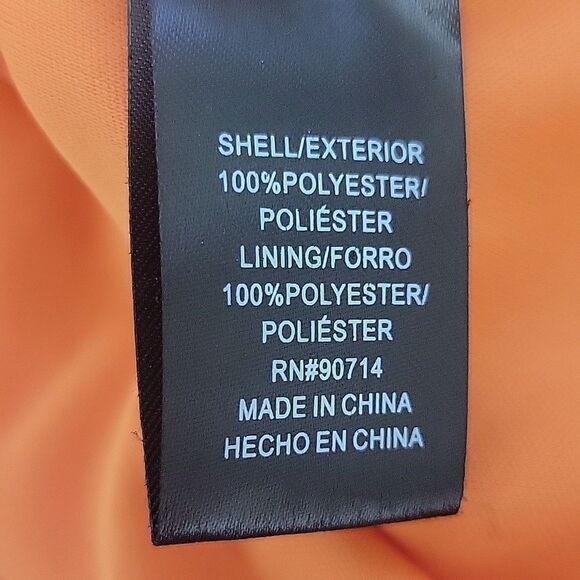 SHELL/EXTERIOR
100%POLYESTER/
POLIÉSTER
LINING/FORRO
100%POLYESTER/
POLIÉSTER
RN#90714
MADE IN CHINA
HECHO EN CHINA